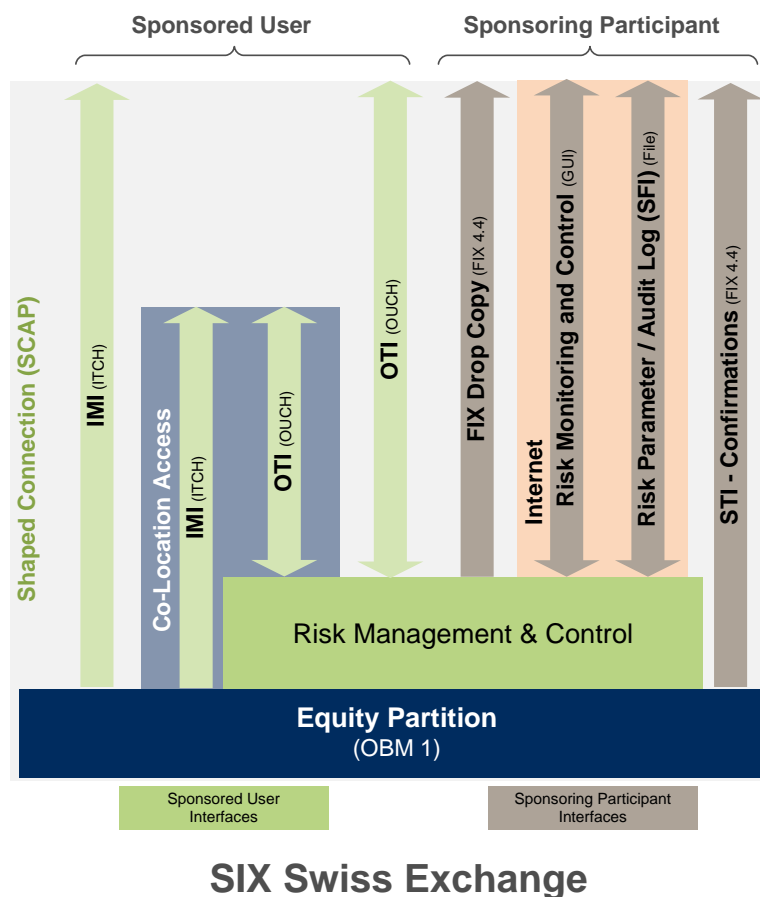 Sponsored User
Sponsoring Participant
Shaped Connection (SCAP)
IMI (ITCH)
Co-Location Access
IMI (ITCH)
OTI (OUCH)
OTI (OUCH)
FIX Drop Copy (FIX 4.4)
Internet
Risk Monitoring and Control (GUI)
Risk Parameter / Audit Log (SFI) (File)
STI - Confirmations (FIX 4.4)
Risk Management & Control
Equity Partition
(OBM 1)
Sponsored User
Interfaces
Sponsoring Participant
Interfaces
SIX Swiss Exchange